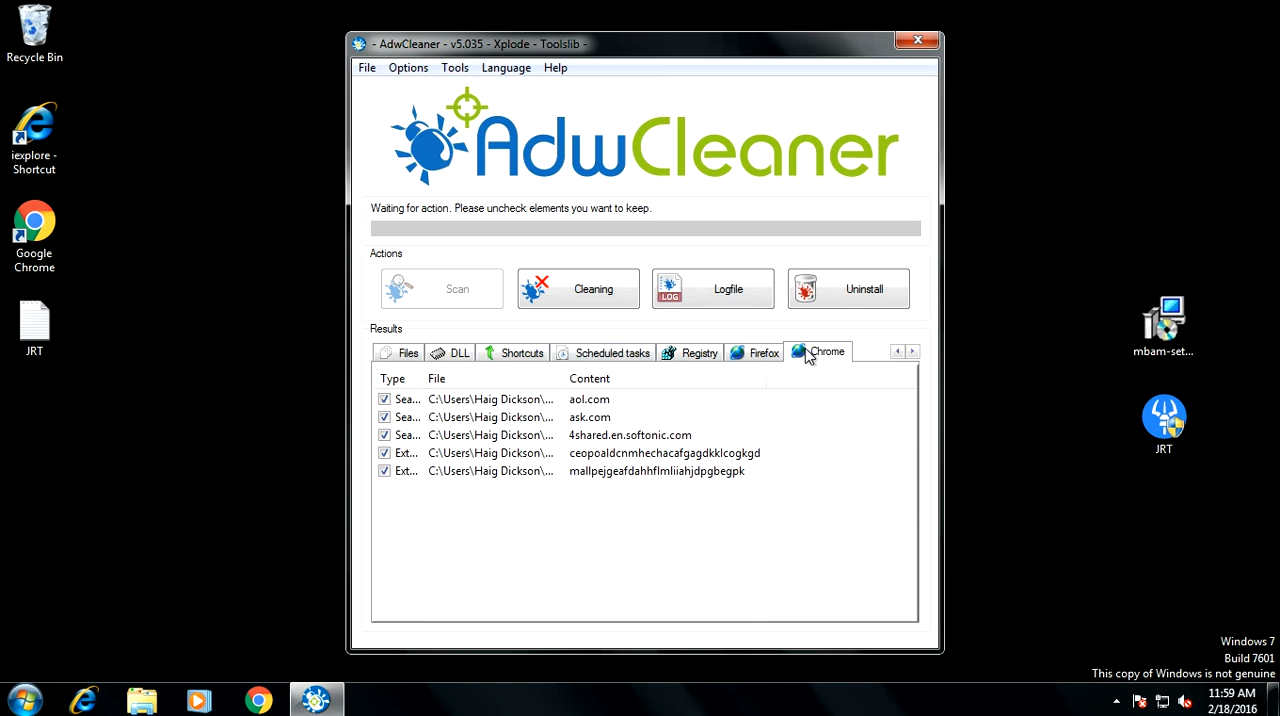 Recycle Bin
iexplore -
Shortcut
Google
Chrome
JRT
- AdwCleaner - v5.035 - Xplode - Toolslib -
File Options Tools Language Help
AdwCleaner
Waiting for action. Please uncheck elements you want to keep.
Actions
Scan Cleaning LOG Logfile Uninstall
Results
Files DLL Shortcuts Scheduled tasks Registry Firefox Chrome
Type File Content
Sea... C:\Users\Haig Dickson\... aol.com
Sea... C:\Users\Haig Dickson\... ask.com
Sea... C:\Users\Haig Dickson\... 4shared.en.softonic.com
Ext... C:\Users\Haig Dickson\... ceopoaldcnmhechacafgagdkklcogkgd
Ext... C:\Users\Haig Dickson\... mallpejgeafdahhflmliiahjdpgbegpk
mbam-set...
JRT
Windows 7
Build 7601
This copy of Windows is not genuine
11:59 AM
2/18/2016